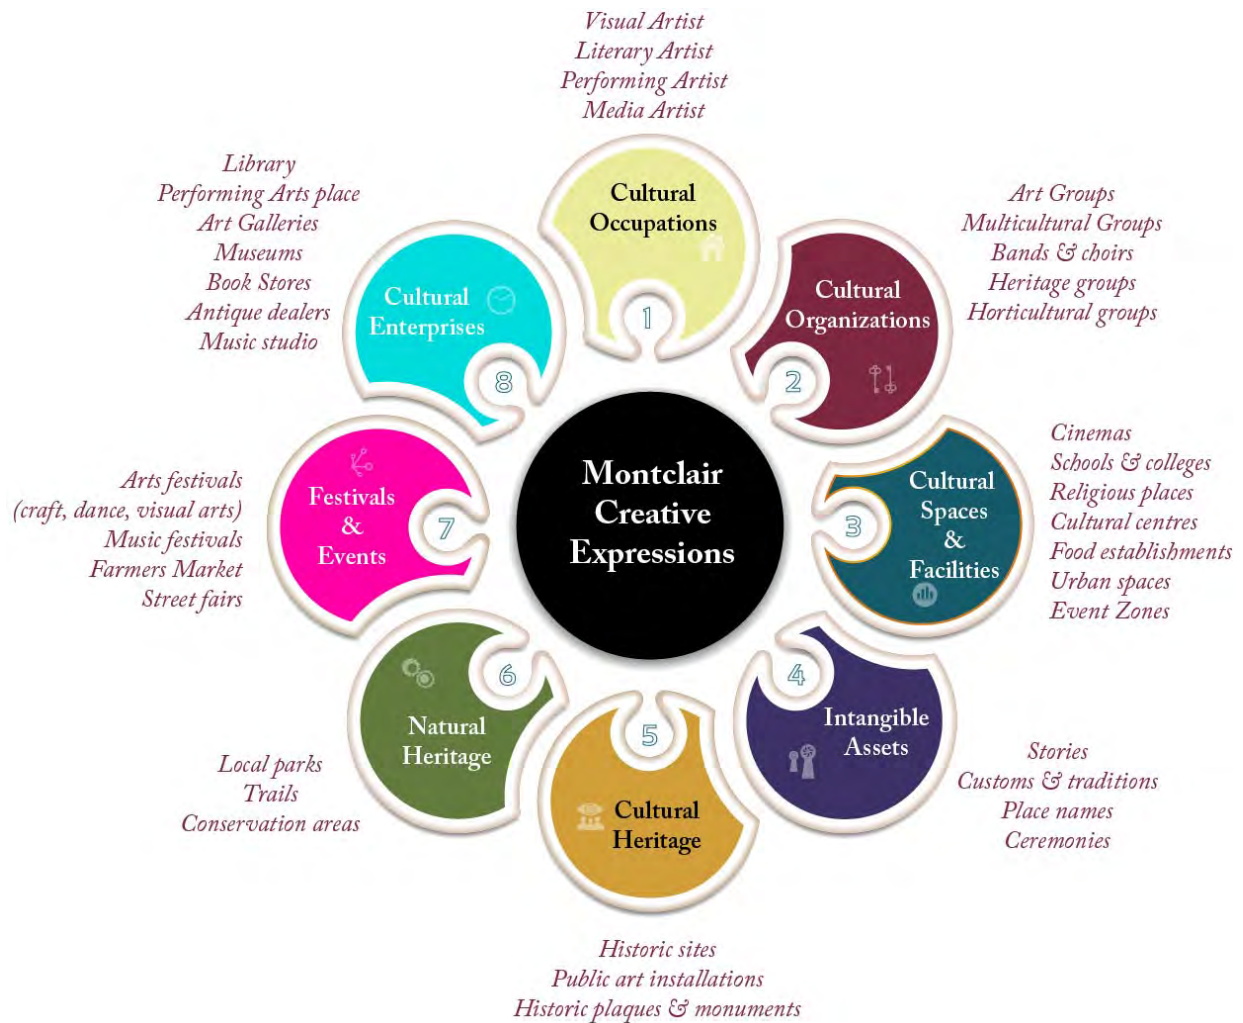 Visual Artist
Literary Artist
Performing Artist
Media Artist
Cultural
Occupations
1
Art Groups
Multicultural Groups
Bands & choirs
Heritage groups
Horticultural groups
Cultural
Organizations
2
Cinemas
Schools & colleges
Religious places
Cultural centres
Food establishments
Urban spaces
Event Zones
Cultural
Spaces
&
Facilities
3
Stories
Customs & traditions
Place names
Ceremonies
Intangible
Assets
4
Cultural
Heritage
5
Historic sites
Public art installations
Historic plaques & monuments
Natural
Heritage
6
Local parks
Trails
Conservation areas
Festivals
&
Events
7
Arts festivals
(craft, dance, visual arts)
Music festivals
Farmers Market
Street fairs
Cultural
Enterprises
8
Library
Performing Arts place
Art Galleries
Museums
Book Stores
Antique dealers
Music studio
Montclair
Creative
Expressions